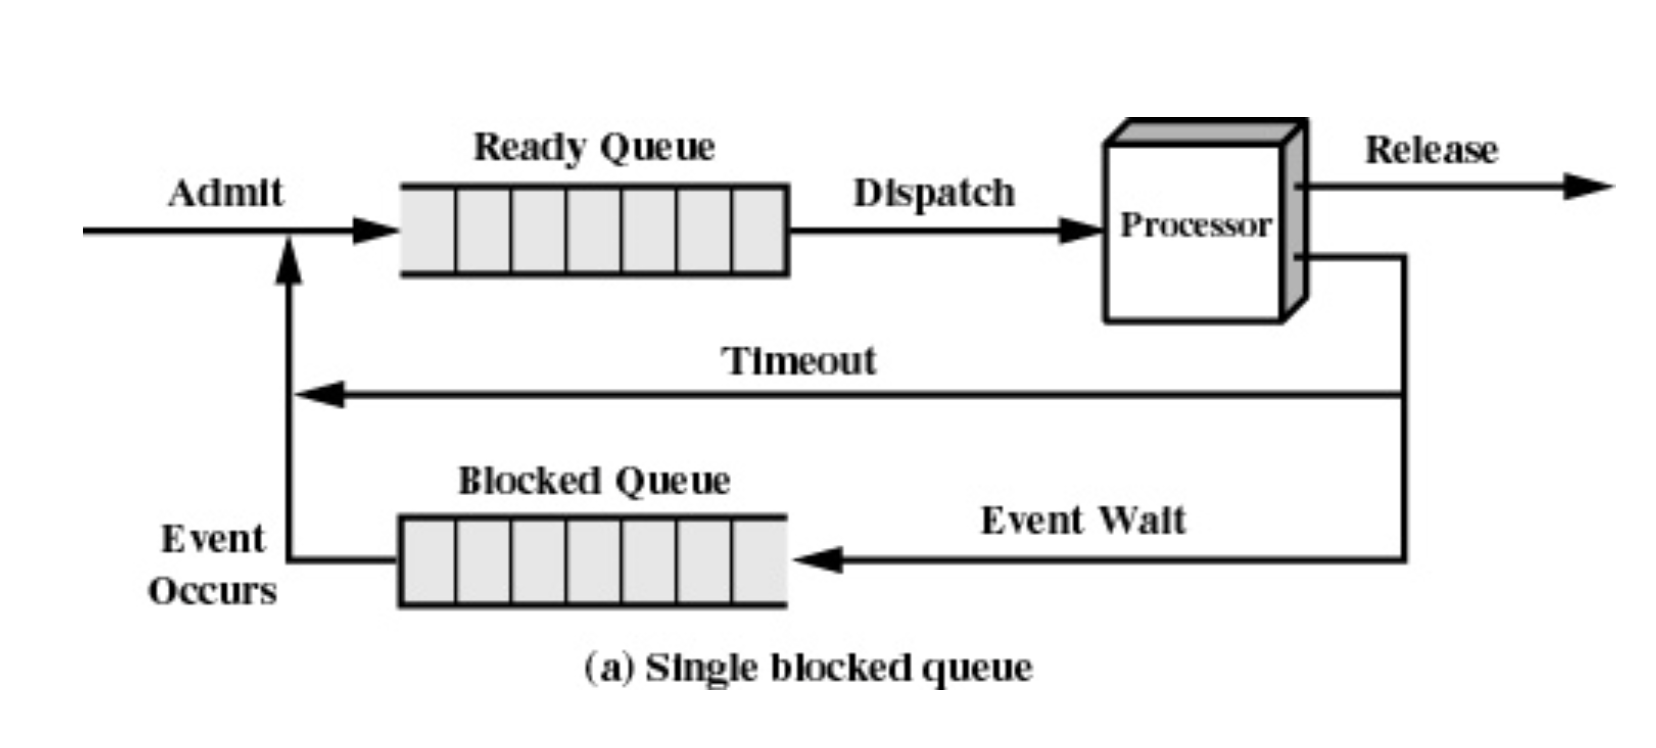 Ready Queue
Release
Admit
Dispatch
Processor
Timeout
Blocked Queue
Event Wait
Event
Occurs
(a) Single blocked queue